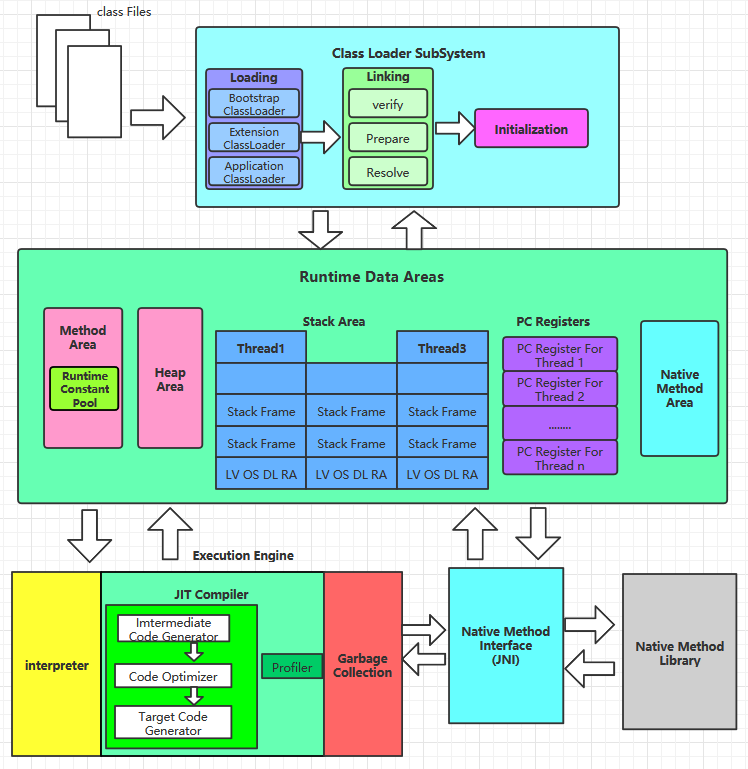 class Files
Class Loader SubSystem
Loading
Bootstrap
ClassLoader
Extension
ClassLoader
Application
ClassLoader
Linking
verify
Prepare
Resolve
Initialization
Runtime Data Areas
Method
Area
Runtime
Constant
Pool
Heap
Area
Stack Area
Thread1
Thread3
Stack Frame
Stack Frame
Stack Frame
Stack Frame
Stack Frame
Stack Frame
LV OS DL RA
LV OS DL RA
LV OS DL RA
PC Registers
PC Register For
Thread 1
PC Register For
Thread 2
........
PC Register For
Thread n
Native
Method
Area
Execution Engine
interpreter
JIT Compiler
Imtermediate
Code Generator
Code Optimizer
Target Code
Generator
Profiler
Garbage
Collection
Native Method
Interface
(JNI)
Native Method
Library